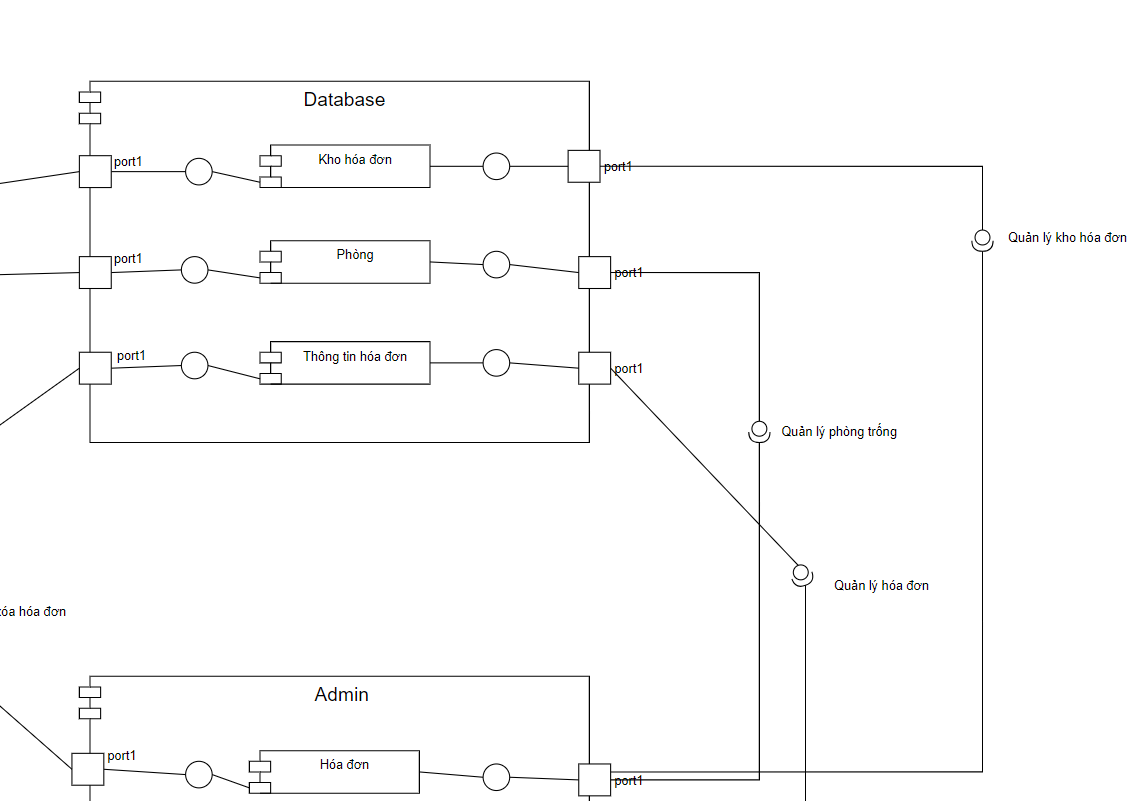 Database
port1
Kho hóa đơn
port1
Quản lý kho hóa đơn
port1
Phòng
port1
port1
Thông tin hóa đơn
port1
Quản lý phòng trống
Quản lý hóa đơn
xóa hóa đơn
Admin
port1
Hóa đơn
port1